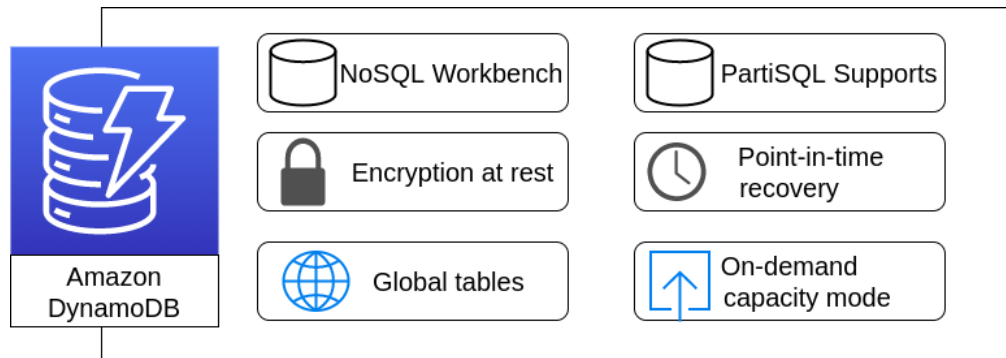 NoSQL Workbench
PartiSQL Supports
Encryption at rest
Point-in-time
recovery
Amazon
DynamoDB
Global tables
On-demand
capacity mode